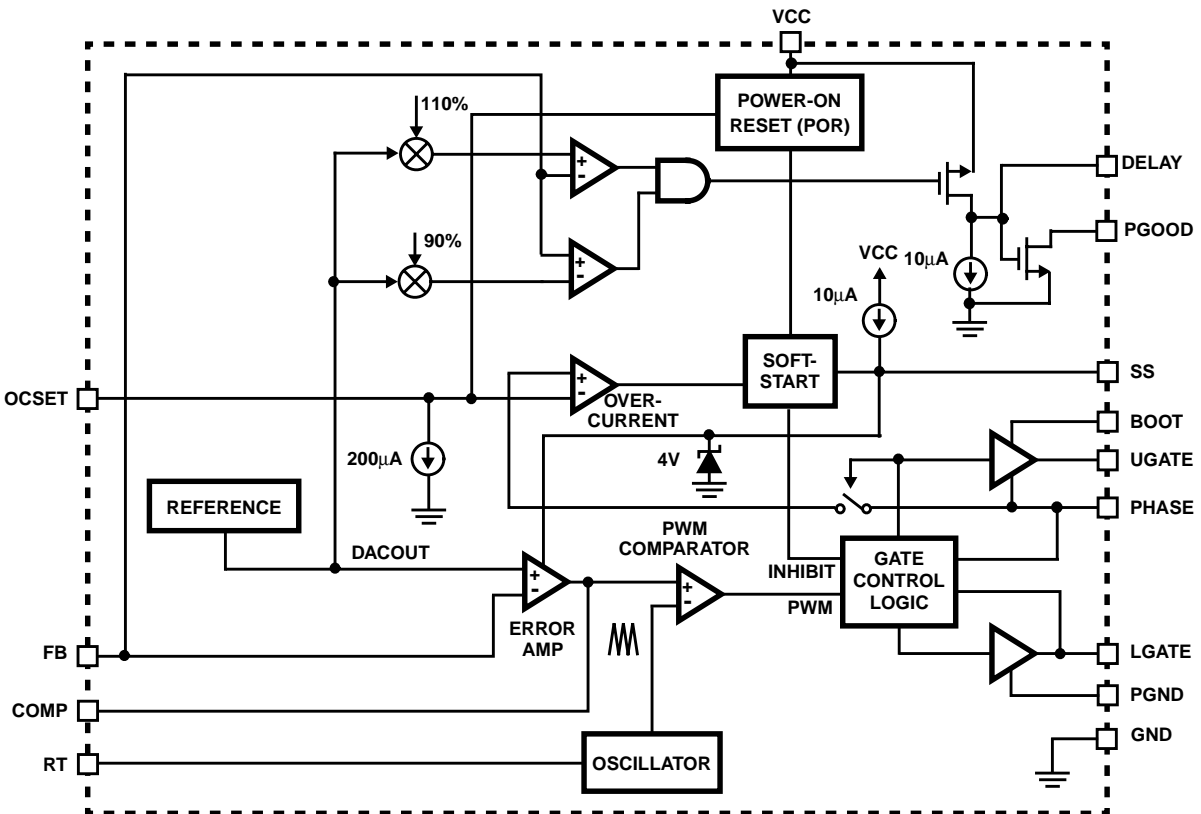 VCC
POWER-ON
RESET (POR)
110%
+
-
DELAY
PGOOD
90%
+
-
VCC
10µA
10µA
SOFT-
START
SS
OCSET
+
-
OVER-
CURRENT
BOOT
200µA
4V
UGATE
REFERENCE
PHASE
PWM
COMPARATOR
DACOUT
+
-
+
-
INHIBIT
PWM
GATE
CONTROL
LOGIC
ERROR
AMP
FB
LGATE
COMP
PGND
RT
OSCILLATOR
GND